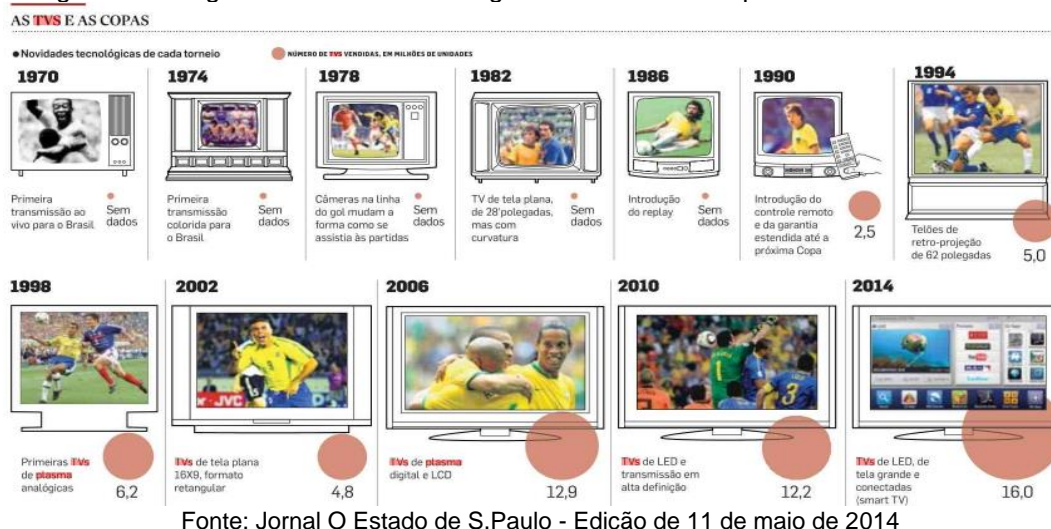 AS TVS E AS COPAS
●Novidades tecnológicas de cada torneio
NÚMERO DE TVS VENDIDAS, EM MILHÕES DE UNIDADES
1970
Primeira
transmissão ao
vivo para o Brasil
Sem
dados
1974
Primeira
transmissão
colorida para
o Brasil
Sem
dados
1978
Câmeras na linha
do gol mudam a
forma como se
assistia às partidas
Sem
dados
1982
TV de tela plana,
de 28'polegadas,
mas com
curvatura
Sem
dados
1986
Introdução
do replay
Sem
dados
1990
Introdução do
controle remoto
e da garantia
estendida até a
próxima Copa
2,5
1994
Telões de
retro-projeção
de 62 polegadas
5,0
1998
Primeiras TVs
de plasma
analógicas
6,2
2002
JVC
TVs de tela plana
16X9, formato
retangular
4,8
2006
TVs de plasma
digital e LCD
12,9
2010
1
3
TVs de LED e
transmissão em
alta definição
12,2
2014
TVs de LED, de
tela grande e
conectadas
(smart TV)
16,0
Fonte: Jornal O Estado de S.Paulo - Edição de 11 de maio de 2014